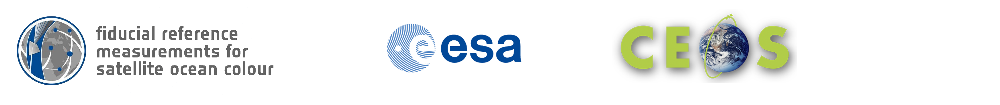 fiducial reference
measurements for
satellite ocean colour
esa
CEOS